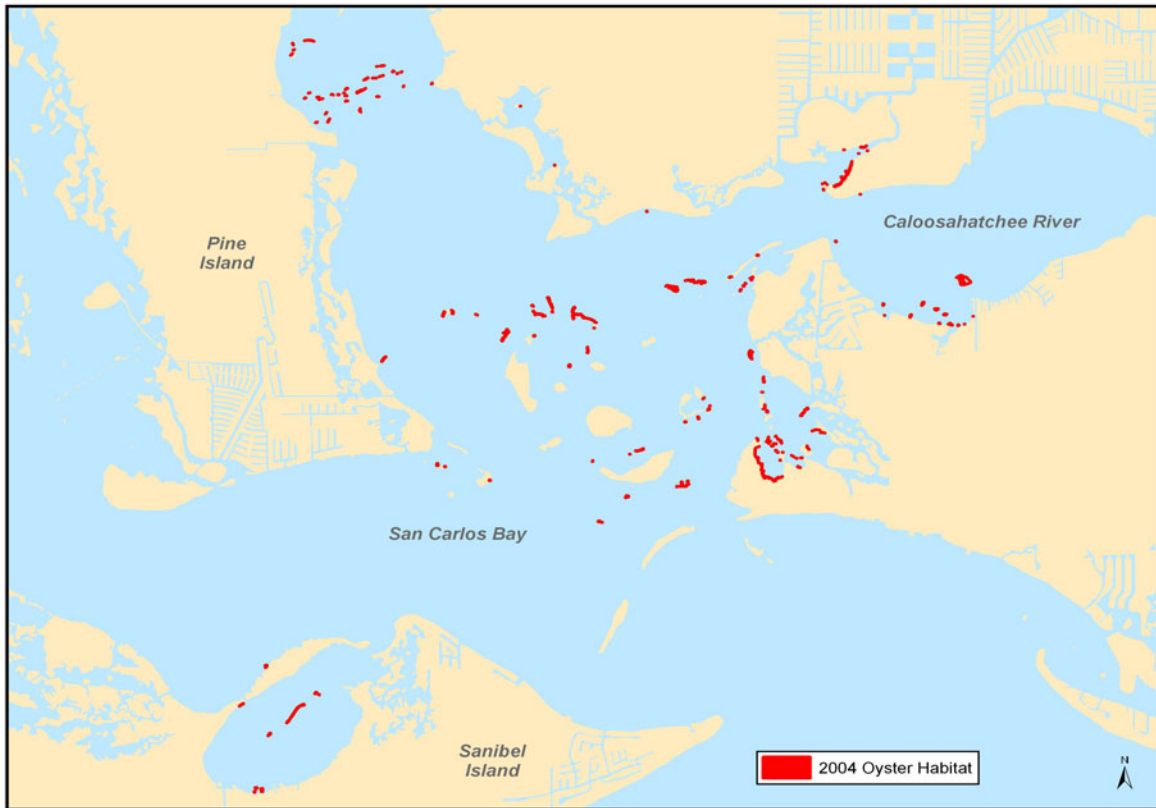 Caloosahatchee River
Pine
Island
San Carlos Bay
Sanibel
Island
2004 Oyster Habitat
N